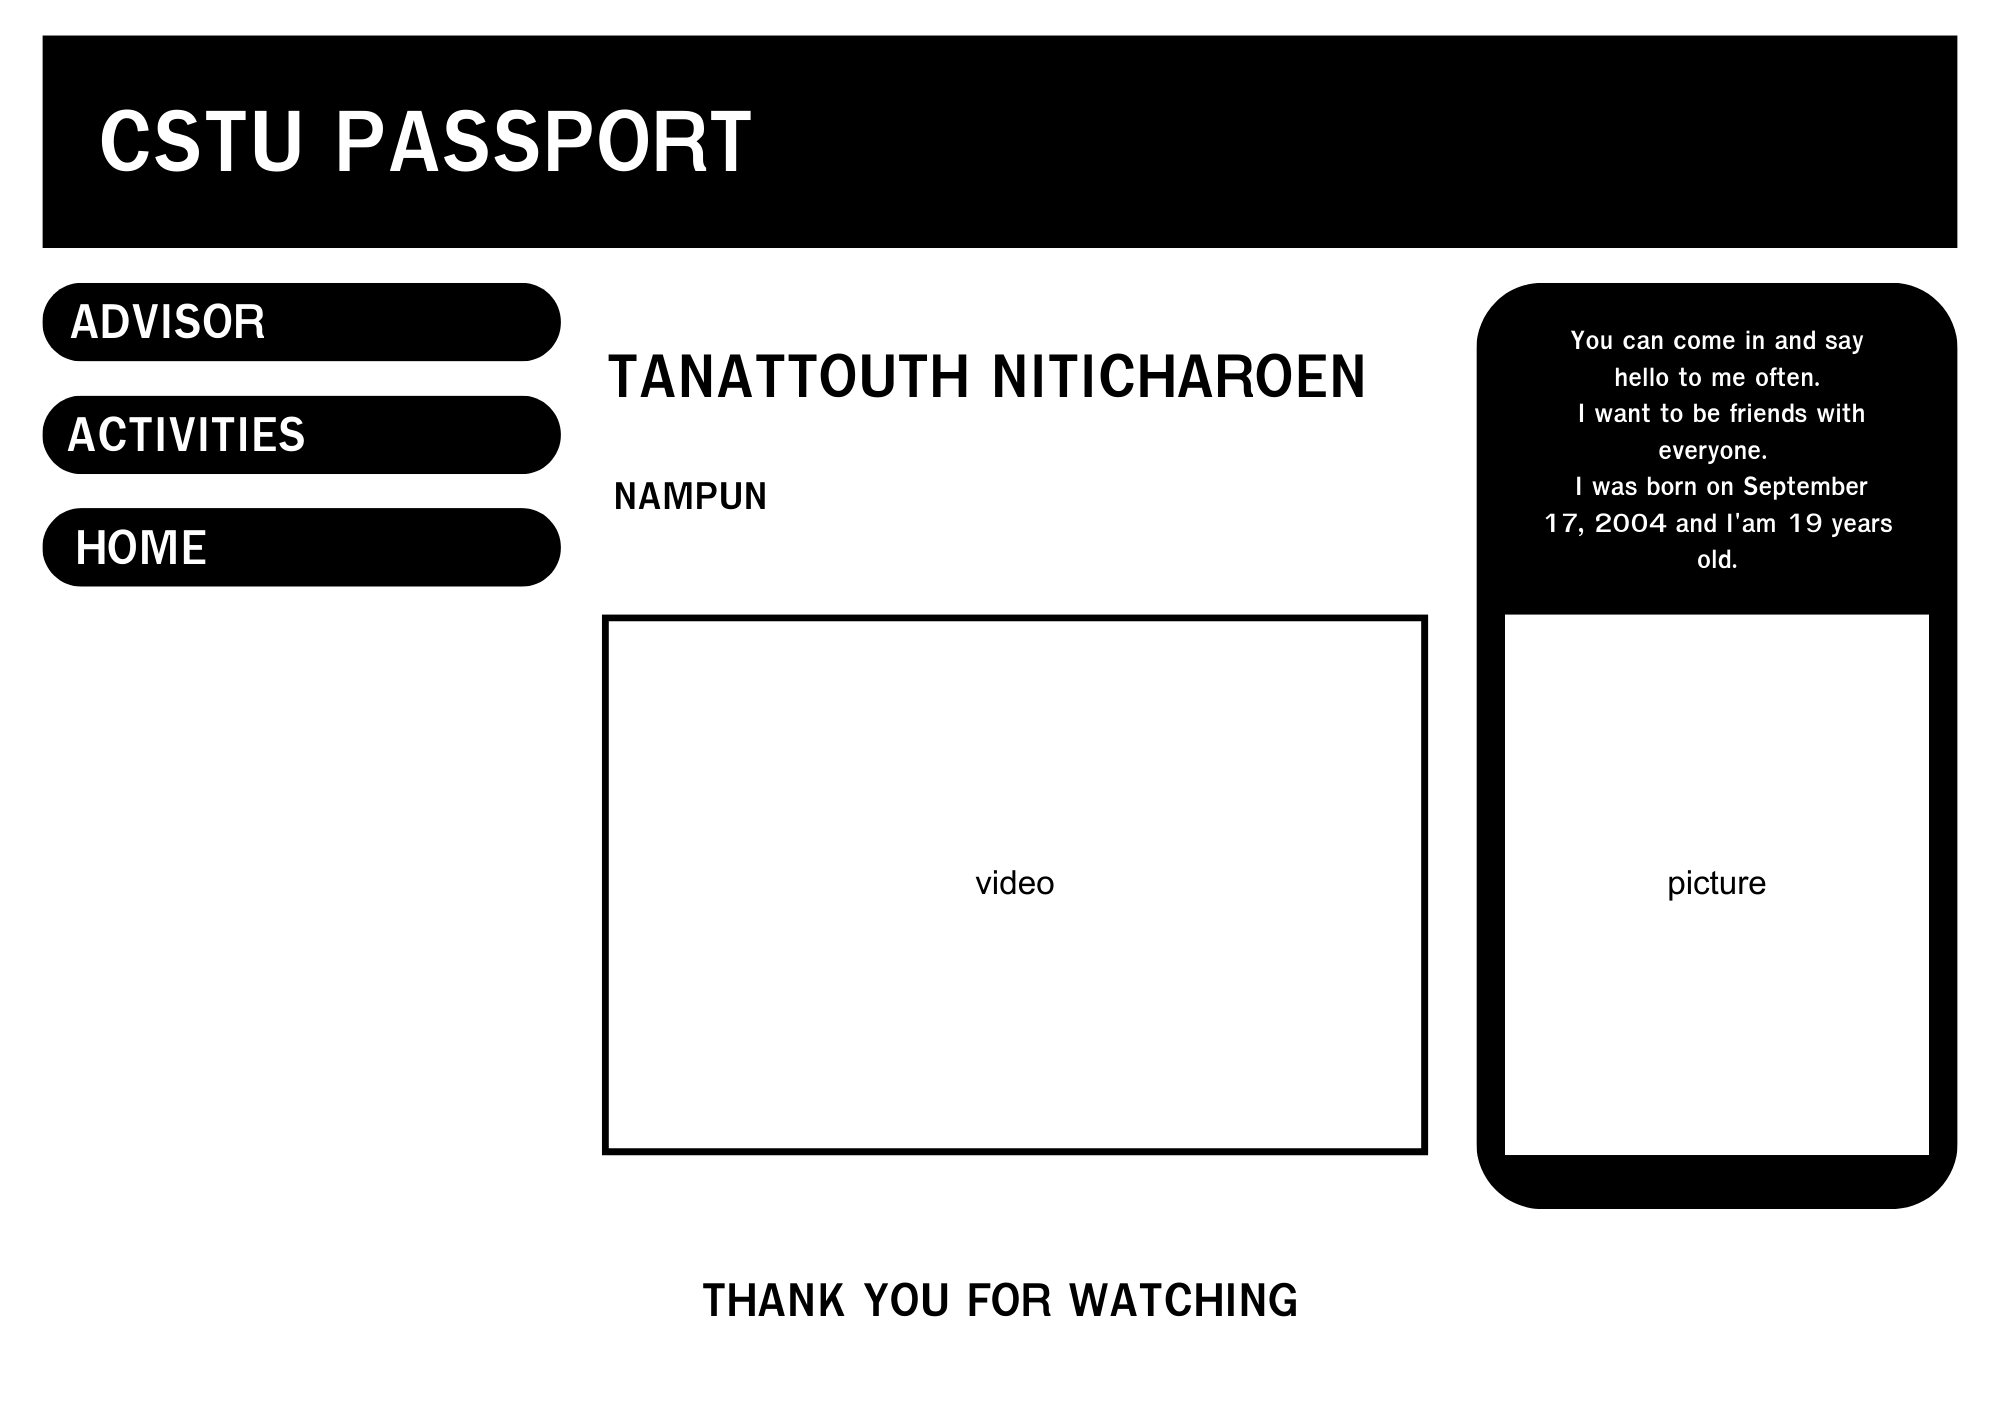 CSTU PASSPORT
ADVISOR
ACTIVITIES
HOME
TANATTOUTH NITICHAROEN
NAMPUN
video
You can come in and say
hello to me often.
I want to be friends with
everyone.
I was born on September
17, 2004 and I'am 19 years
old.
picture
THANK YOU FOR WATCHING